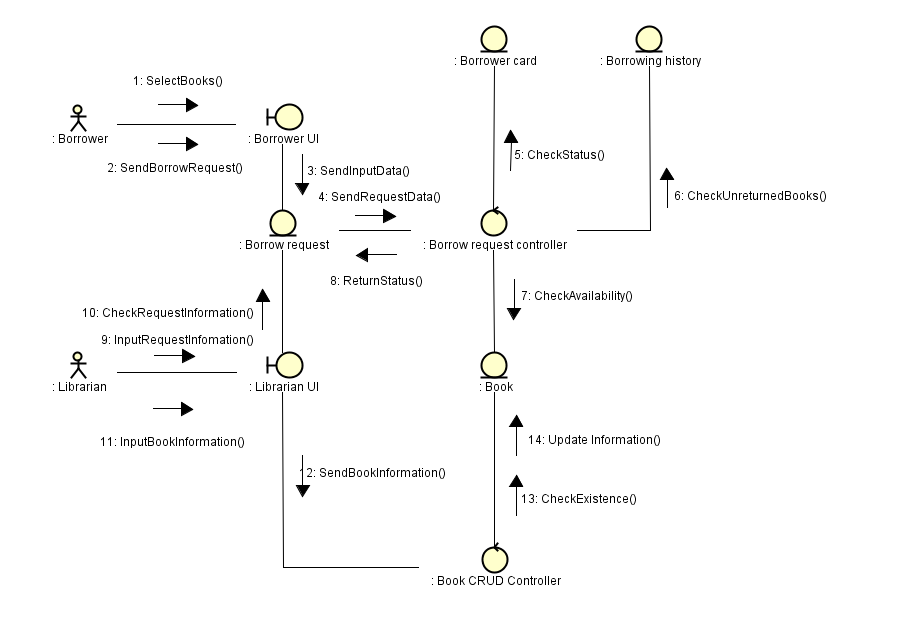 : Borrower card
: Borrowing history
1: SelectBooks()
: Borrower
: Borrower UI
2: SendBorrowRequest()
3: SendInputData()
5: CheckStatus()
4: SendRequestData()
6: CheckUnreturnedBooks()
: Borrow request
: Borrow request controller
8: ReturnStatus()
7: CheckAvailability()
10: CheckRequestInformation()
9: InputRequestInfomation()
: Librarian
: Librarian UI
: Book
11: InputBookInformation()
14: Update Information()
12: SendBookInformation()
13: CheckExistence()
: Book CRUD Controller